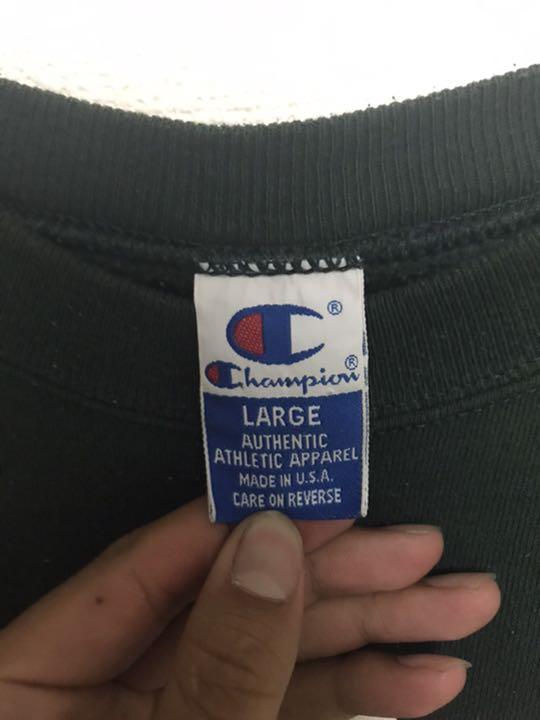 ®
Champion®
LARGE
AUTHENTIC
ATHLETIC APPAREL
MADE IN U.S.A.
CARE ON REVERSE